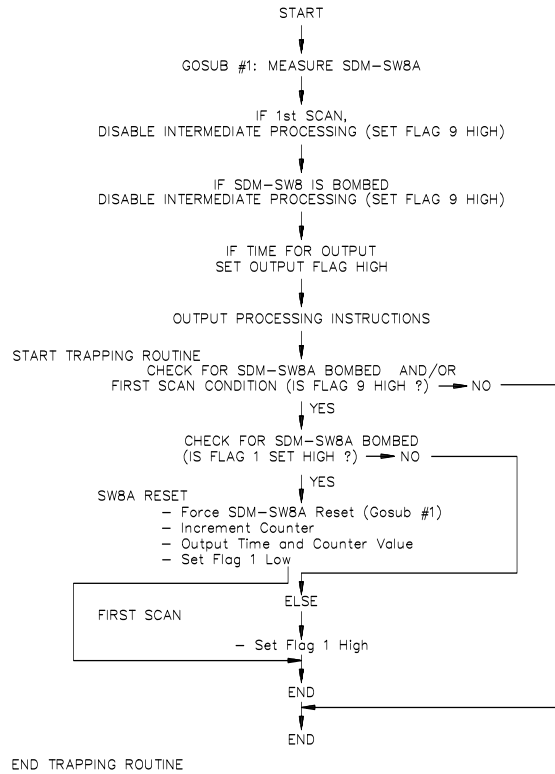 START
GOSUB #1: MEASURE SDM-SW8A
IF 1st SCAN,
DISABLE INTERMEDIATE PROCESSING (SET FLAG 9 HIGH)
IF SDM-SW8 IS BOMBED
DISABLE INTERMEDIATE PROCESSING (SET FLAG 9 HIGH)
IF TIME FOR OUTPUT
SET OUTPUT FLAG HIGH
OUTPUT PROCESSING INSTRUCTIONS
START TRAPPING ROUTINE
CHECK FOR SDM-SW8A BOMBED AND/OR
FIRST SCAN CONDITION (IS FLAG 9 HIGH ?) NO
YES
CHECK FOR SDM-SW8A BOMBED
(IS FLAG 1 SET HIGH ?) NO
YES
SW8A RESET
- Force SDM-SW8A Reset (Gosub #1)
- Increment Counter
- Output Time and Counter Value
- Set Flag 1 Low
ELSE
FIRST SCAN
- Set Flag 1 High
END
END
END TRAPPING ROUTINE